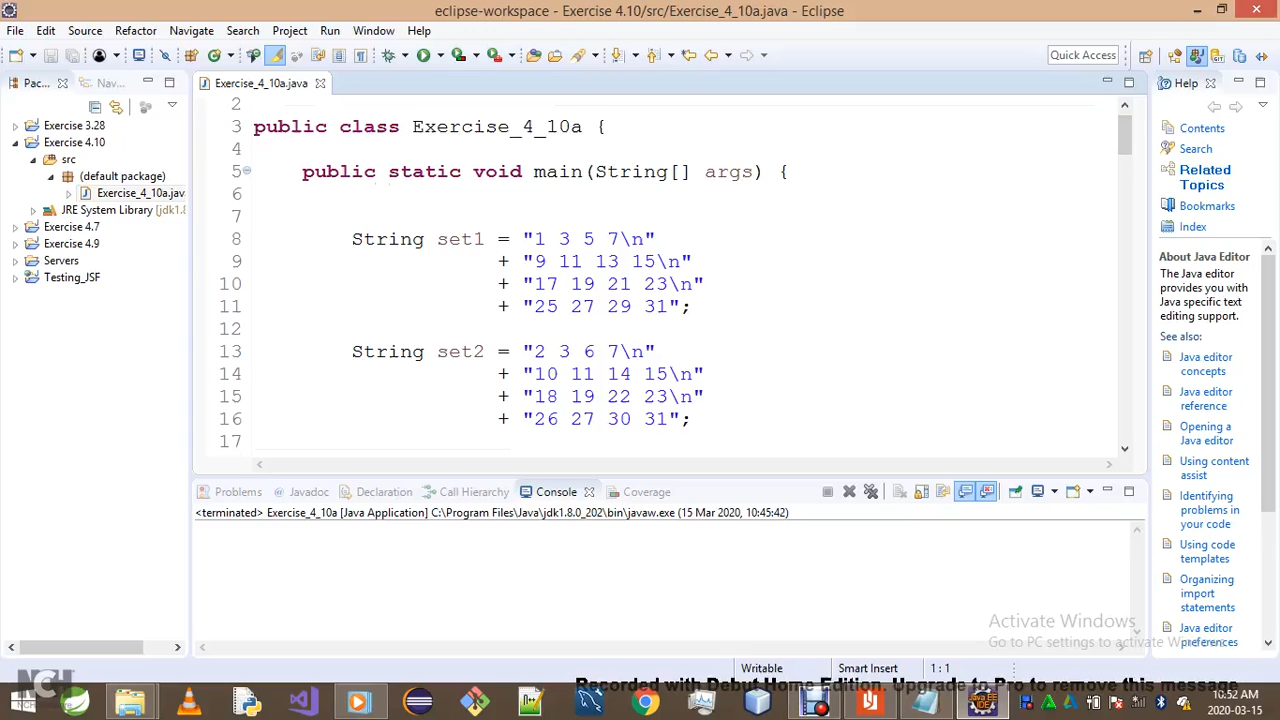 eclipse-workspace - Exercise 4.10/src/Exercise_4_10a.java - Eclipse
File Edit Source Refactor Navigate Search Project Run Window Help
Quick Access
Pac... Nav... Exercise_4_10a.java Help
Exercise 3.28
Exercise 4.10
src
(default package)
Exercise_4_10a.java
JRE System Library [jdk1.8
Exercise 4.7
Exercise 4.9
Servers
Testing_JSF
2
3 public class Exercise_4_10a {
4
5 public static void main(String[] args) {
6
7
8 String set1 = "1 3 5 7\n"
9 + "9 11 13 15\n"
10 + "17 19 21 23\n"
11 + "25 27 29 31";
12
13 String set2 = "2 3 6 7\n"
14 + "10 11 14 15\n"
15 + "18 19 22 23\n"
16 + "26 27 30 31";
17
Contents
Search
Related
Topics
Bookmarks
Index
About Java Editor
The Java editor
provides you with
Java specific text
editing support.
See also:
Java editor
concepts
Java editor
reference
Opening a
Java editor
Using content
assist
Identifying
problems in
your code
Using code
templates
Organizing
import
statements
Java editor
preferences
Problems Javadoc Declaration Call Hierarchy Console Coverage
<terminated> Exercise_4_10a [Java Application] C:\Program Files\Java\jdk1.8.0_202\bin\javaw.exe (15 Mar 2020, 10:45:42)
Activate Windows
Go to PC settings to activate Windows.
Writable Smart Insert 1 : 1
NCH
Recorded with Debut Home Edition. Upgrade to Pro to remove this message
10:52 AM
2020-03-15